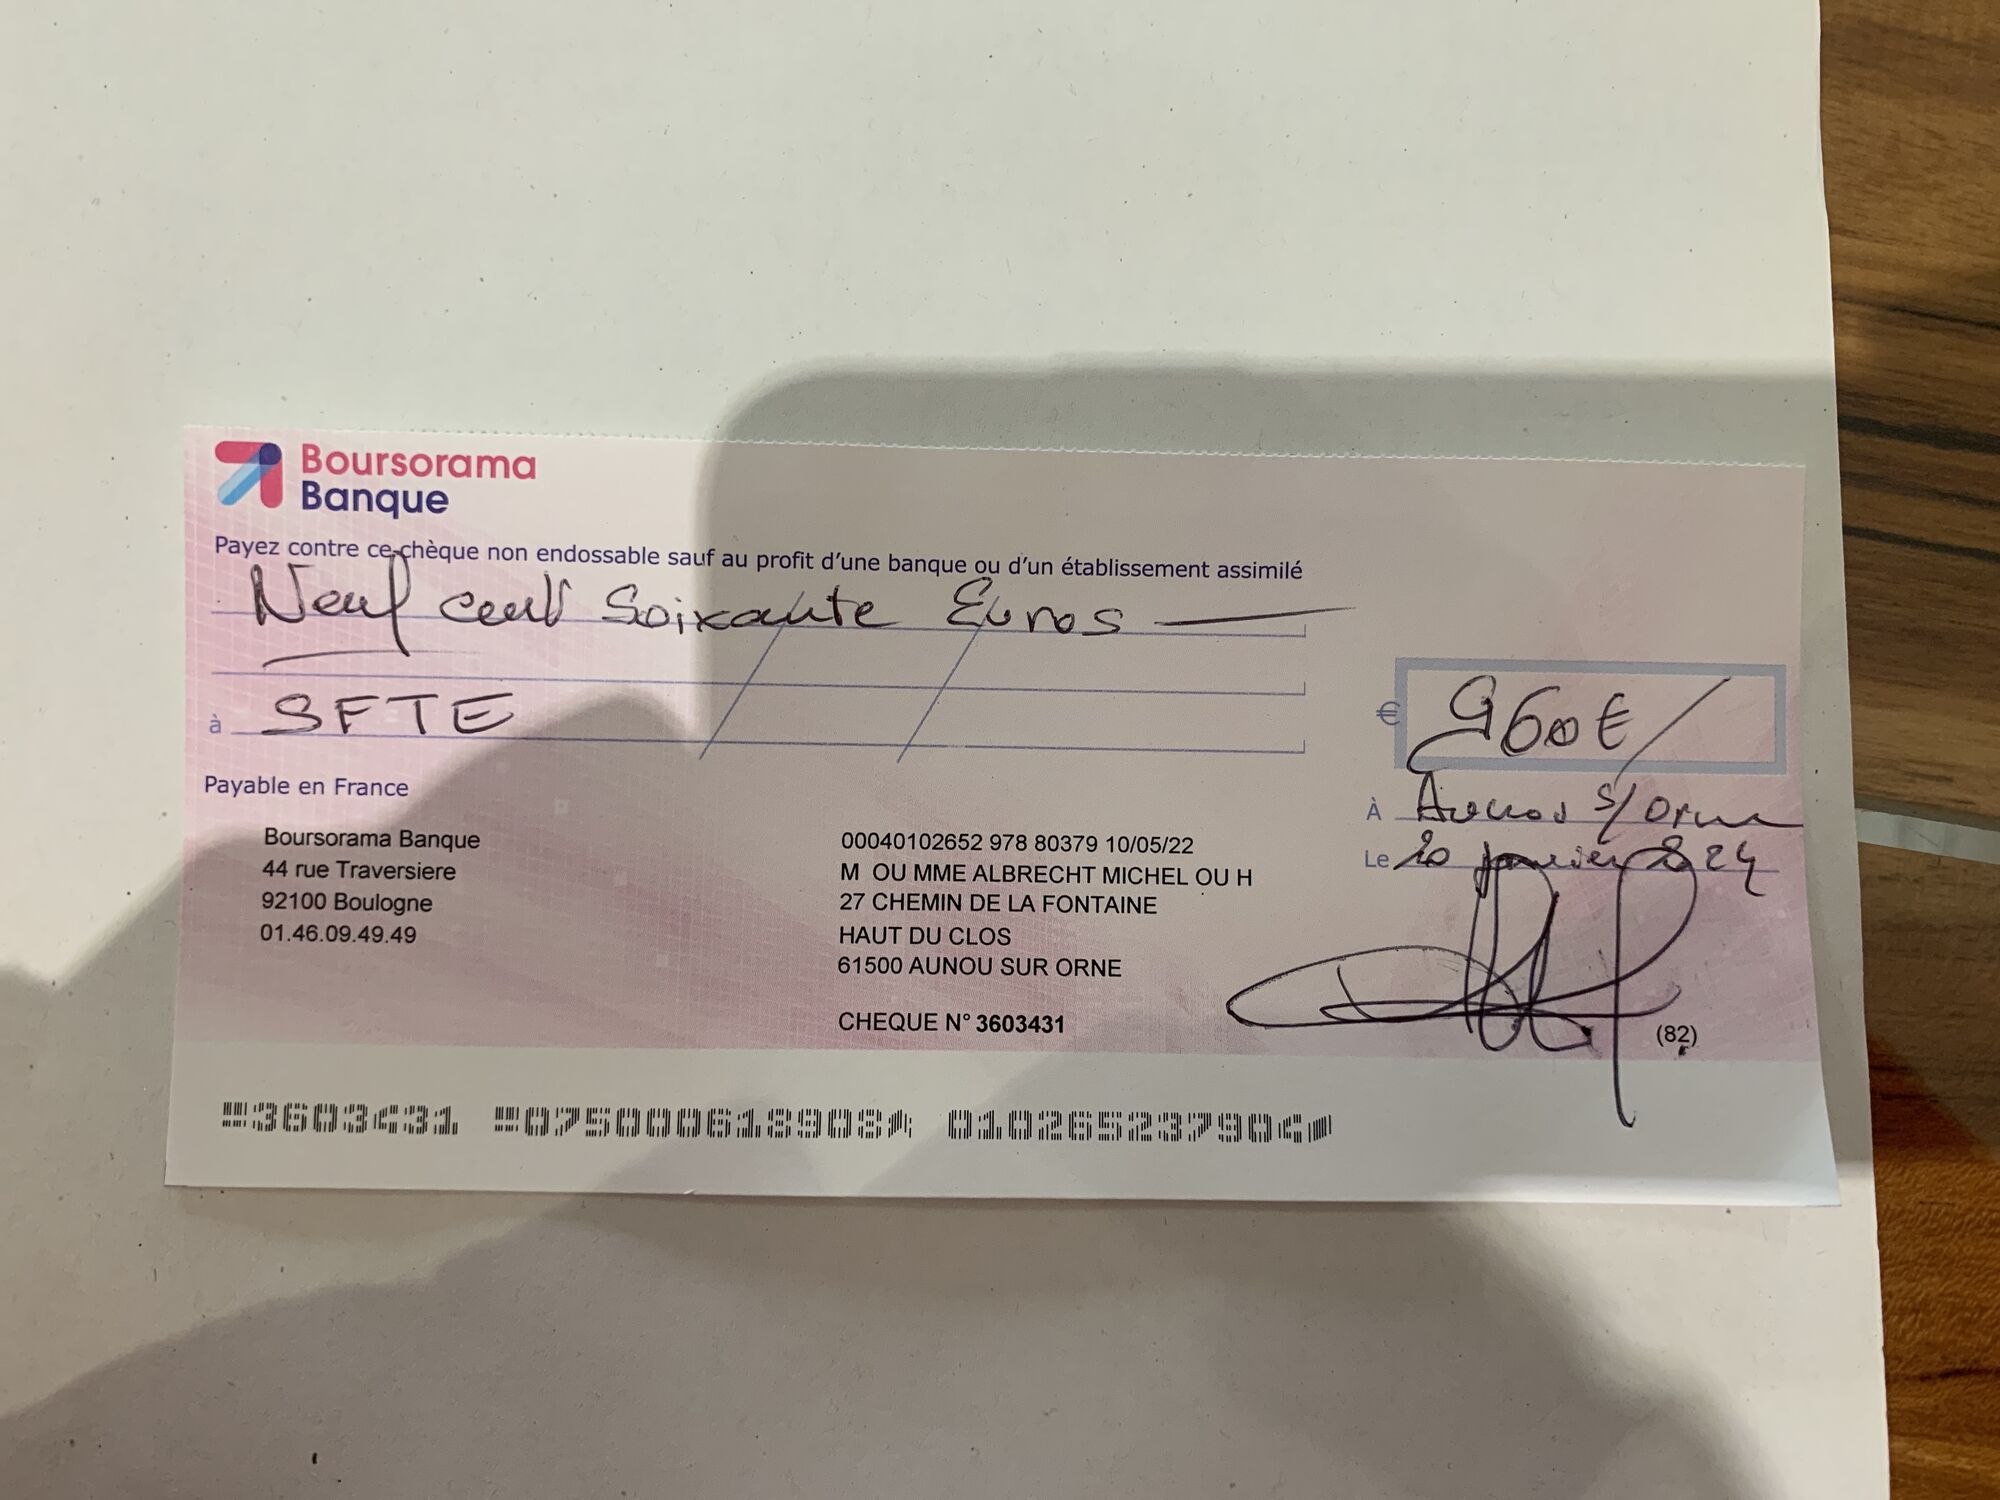 Boursorama
Banque
Payez contre ce chèque non endossable sauf au profit d'une banque ou d'un établissement assimilé
Neuf cent Soixante Euros
à SFTE
€ 960€/
Payable en France
À Aunou s/Orne
Le 20 janvier 2024
Boursorama Banque
44 rue Traversiere
92100 Boulogne
01.46.09.49.49
00040102652 978 80379 10/05/22
M OU MME ALBRECHT MICHEL OU H
27 CHEMIN DE LA FONTAINE
HAUT DU CLOS
61500 AUNOU SUR ORNE
CHEQUE N° 3603431
(82)
3603431 075000618908 010265237904